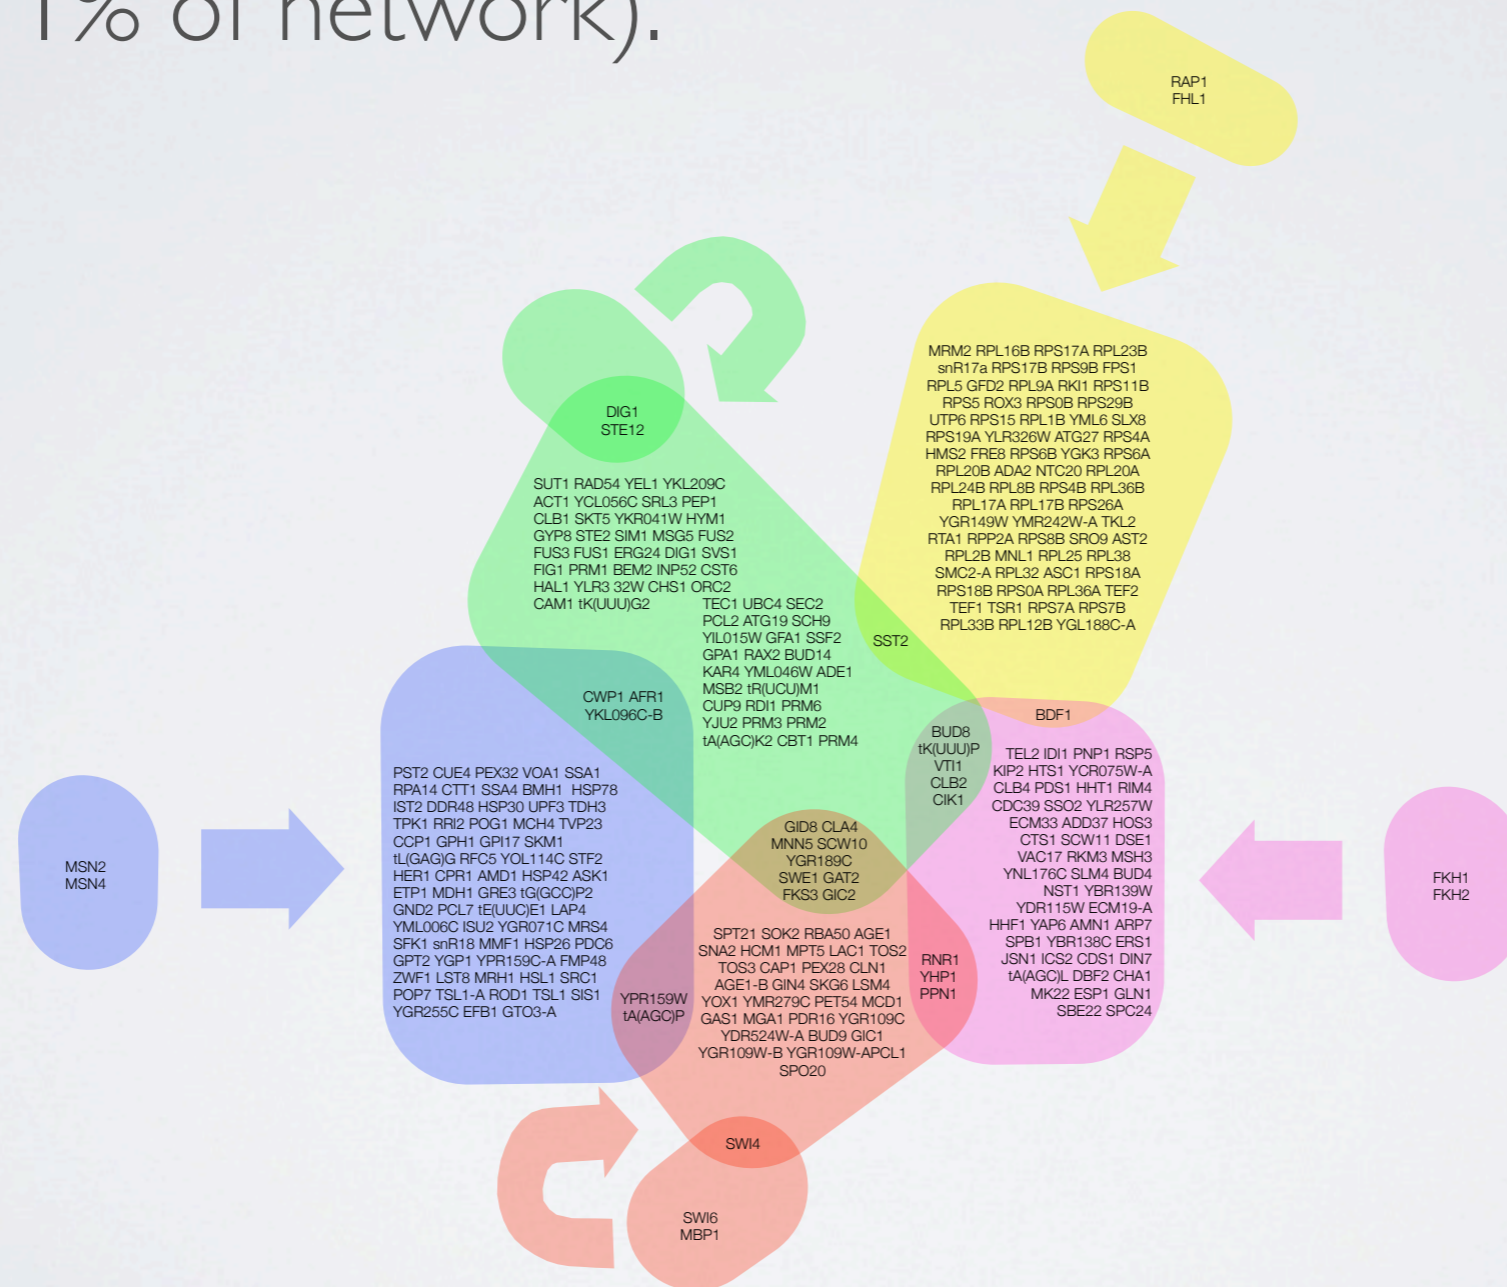 1% of network).
RAP1
FHL1
MRM2 RPL16B RPS17A RPL23B
snR17a RPS17B RPS9B FPS1
RPL5 GFD2 RPL9A RKI1 RPS11B
RPS5 ROX3 RPS0B RPS29B
UTP6 RPS15 RPL1B YML6 SLX8
RPS19A YLR326W ATG27 RPS4A
HMS2 FRE8 RPS6B YGK3 RPS6A
RPL20B ADA2 NTC20 RPL20A
RPL24B RPL8B RPS4B RPL36B
RPL17A RPL17B RPS26A
YGR149W YMR242W-A TKL2
RTA1 RPP2A RPS8B SRO9 AST2
RPL2B MNL1 RPL25 RPL38
SMC2-A RPL32 ASC1 RPS18A
RPS18B RPS0A RPL36A TEF2
TEF1 TSR1 RPS7A RPS7B
RPL33B RPL12B YGL188C-A
DIG1
STE12
SUT1 RAD54 YEL1 YKL209C
ACT1 YCL056C SRL3 PEP1
CLB1 SKT5 YKR041W HYM1
GYP8 STE2 SIM1 MSG5 FUS2
FUS3 FUS1 ERG24 DIG1 SVS1
FIG1 PRM1 BEM2 INP52 CST6
HAL1 YLR3 32W CHS1 ORC2
CAM1 tK(UUU)G2
TEC1 UBC4 SEC2
PCL2 ATG19 SCH9
YIL015W GFA1 SSF2
GPA1 RAX2 BUD14
KAR4 YML046W ADE1
MSB2 tR(UCU)M1
CUP9 RDI1 PRM6
YJU2 PRM3 PRM2
tA(AGC)K2 CBT1 PRM4
SST2
CWP1 AFR1
YKL096C-B
BDF1
BUD8
tK(UUU)P
VTI1
CLB2
CIK1
MSN2
MSN4
PST2 CUE4 PEX32 VOA1 SSA1
RPA14 CTT1 SSA4 BMH1 HSP78
IST2 DDR48 HSP30 UPF3 TDH3
TPK1 RRI2 POG1 MCH4 TVP23
CCP1 GPH1 GPI17 SKM1
tL(GAG)G RFC5 YOL114C STF2
HER1 CPR1 AMD1 HSP42 ASK1
ETP1 MDH1 GRE3 tG(GCC)P2
GND2 PCL7 tE(UUC)E1 LAP4
YML006C ISU2 YGR071C MRS4
SFK1 snR18 MMF1 HSP26 PDC6
GPT2 YGP1 YPR159C-A FMP48
ZWF1 LST8 MRH1 HSL1 SRC1
POP7 TSL1-A ROD1 TSL1 SIS1
YGR255C EFB1 GTO3-A
TEL2 IDI1 PNP1 RSP5
KIP2 HTS1 YCR075W-A
CLB4 PDS1 HHT1 RIM4
CDC39 SSO2 YLR257W
ECM33 ADD37 HOS3
CTS1 SCW11 DSE1
VAC17 RKM3 MSH3
YNL176C SLM4 BUD4
NST1 YBR139W
YDR115W ECM19-A
HHF1 YAP6 AMN1 ARP7
SPB1 YBR138C ERS1
JSN1 ICS2 CDS1 DIN7
tA(AGC)L DBF2 CHA1
MK22 ESP1 GLN1
SBE22 SPC24
FKH1
FKH2
GID8 CLA4
MNN5 SCW10
YGR189C
SWE1 GAT2
FKS3 GIC2
SPT21 SOK2 RBA50 AGE1
SNA2 HCM1 MPT5 LAC1 TOS2
TOS3 CAP1 PEX28 CLN1
AGE1-B GIN4 SKG6 LSM4
YOX1 YMR279C PET54 MCD1
GAS1 MGA1 PDR16 YGR109C
YDR524W-A BUD9 GIC1
YGR109W-B YGR109W-APCL1
SPO20
RNR1
YHP1
PPN1
YPR159W
tA(AGC)P
SWI4
SWI6
MBP1